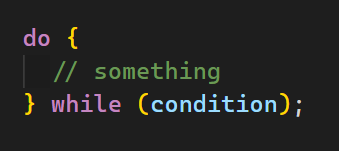 do {
  // something
} while (condition);